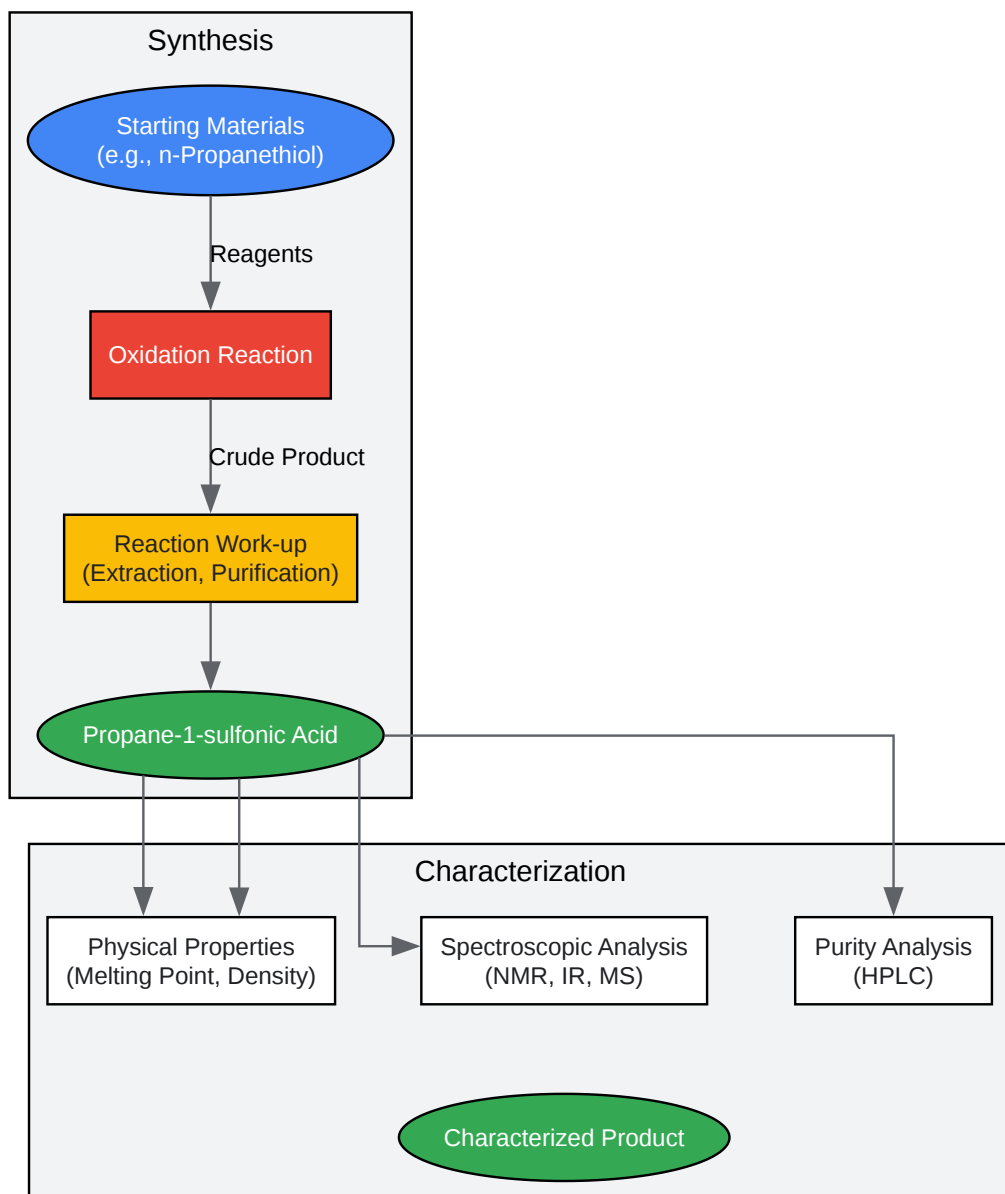 Synthesis
Starting Materials
(e.g., n-Propanethiol)
Reagents
Oxidation Reaction
Crude Product
Reaction Work-up
(Extraction, Purification)
Propane-1-sulfonic Acid
Characterization
Physical Properties
(Melting Point, Density)
Spectroscopic Analysis
(NMR, IR, MS)
Purity Analysis
(HPLC)
Characterized Product